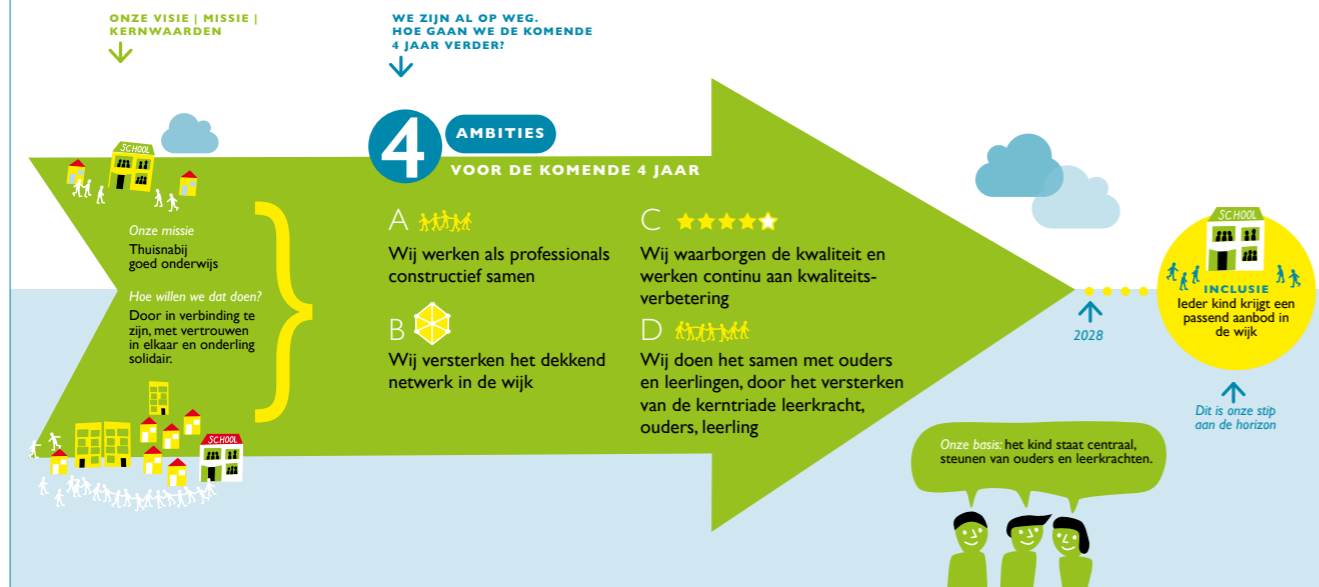 ONZE VISIE | MISSIE |
KERNWAARDEN
WE ZIJN AL OP WEG.
HOE GAAN WE DE KOMENDE
4 JAAR VERDER?
4
AMBITIES
VOOR DE KOMENDE 4 JAAR
SCHOOL
Onze missie
Thuisnabij
goed onderwijs
Hoe willen we dat doen?
Door in verbinding te
zijn, met vertrouwen
in elkaar en onderling
solidair.
SCHOOL
A
Wij werken als professionals
constructief samen
B
Wij versterken het dekkend
netwerk in de wijk
C
Wij waarborgen de kwaliteit en
werken continu aan kwaliteits-
verbetering
D
Wij doen het samen met ouders
en leerlingen, door het versterken
van de kerntriade leerkracht,
ouders, leerling
2028
SCHOOL
INCLUSIE
Ieder kind krijgt een
passend aanbod in
de wijk
Dit is onze stip
aan de horizon
Onze basis: het kind staat centraal,
steunen van ouders en leerkrachten.